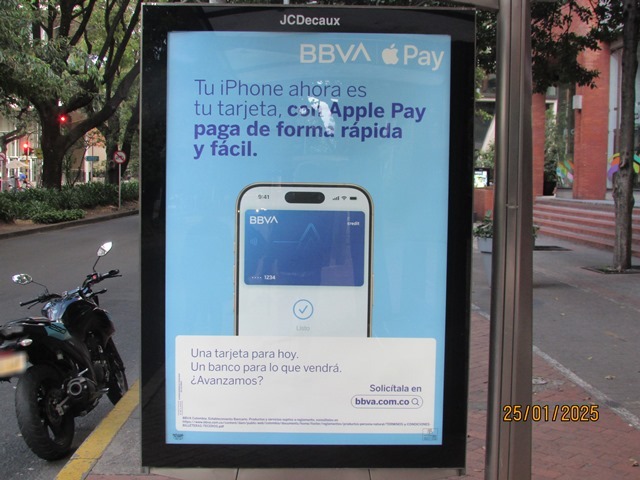 JCDecaux
BBVA Pay
Tu iPhone ahora es
tu tarjeta, con Apple Pay
paga de forma rápida
y fácil.
9:41
BBVA credit
1234
Listo
Una tarjeta para hoy.
Un banco para lo que vendrá.
¿Avanzamos?
Solicítala en
bbva.com.co
25/01/2025